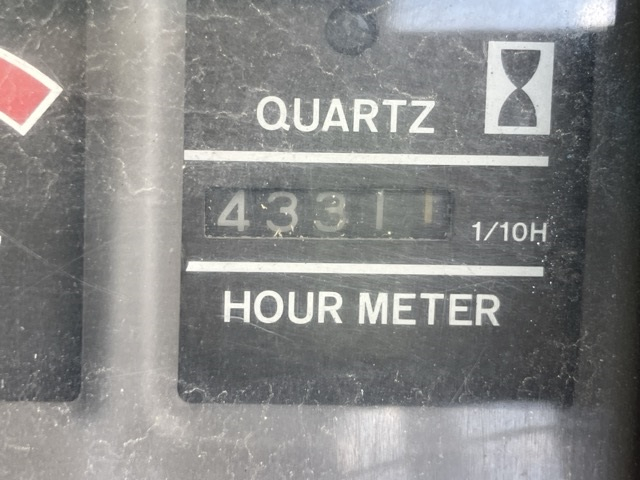 QUARTZ
43311
1/10H
HOUR METER